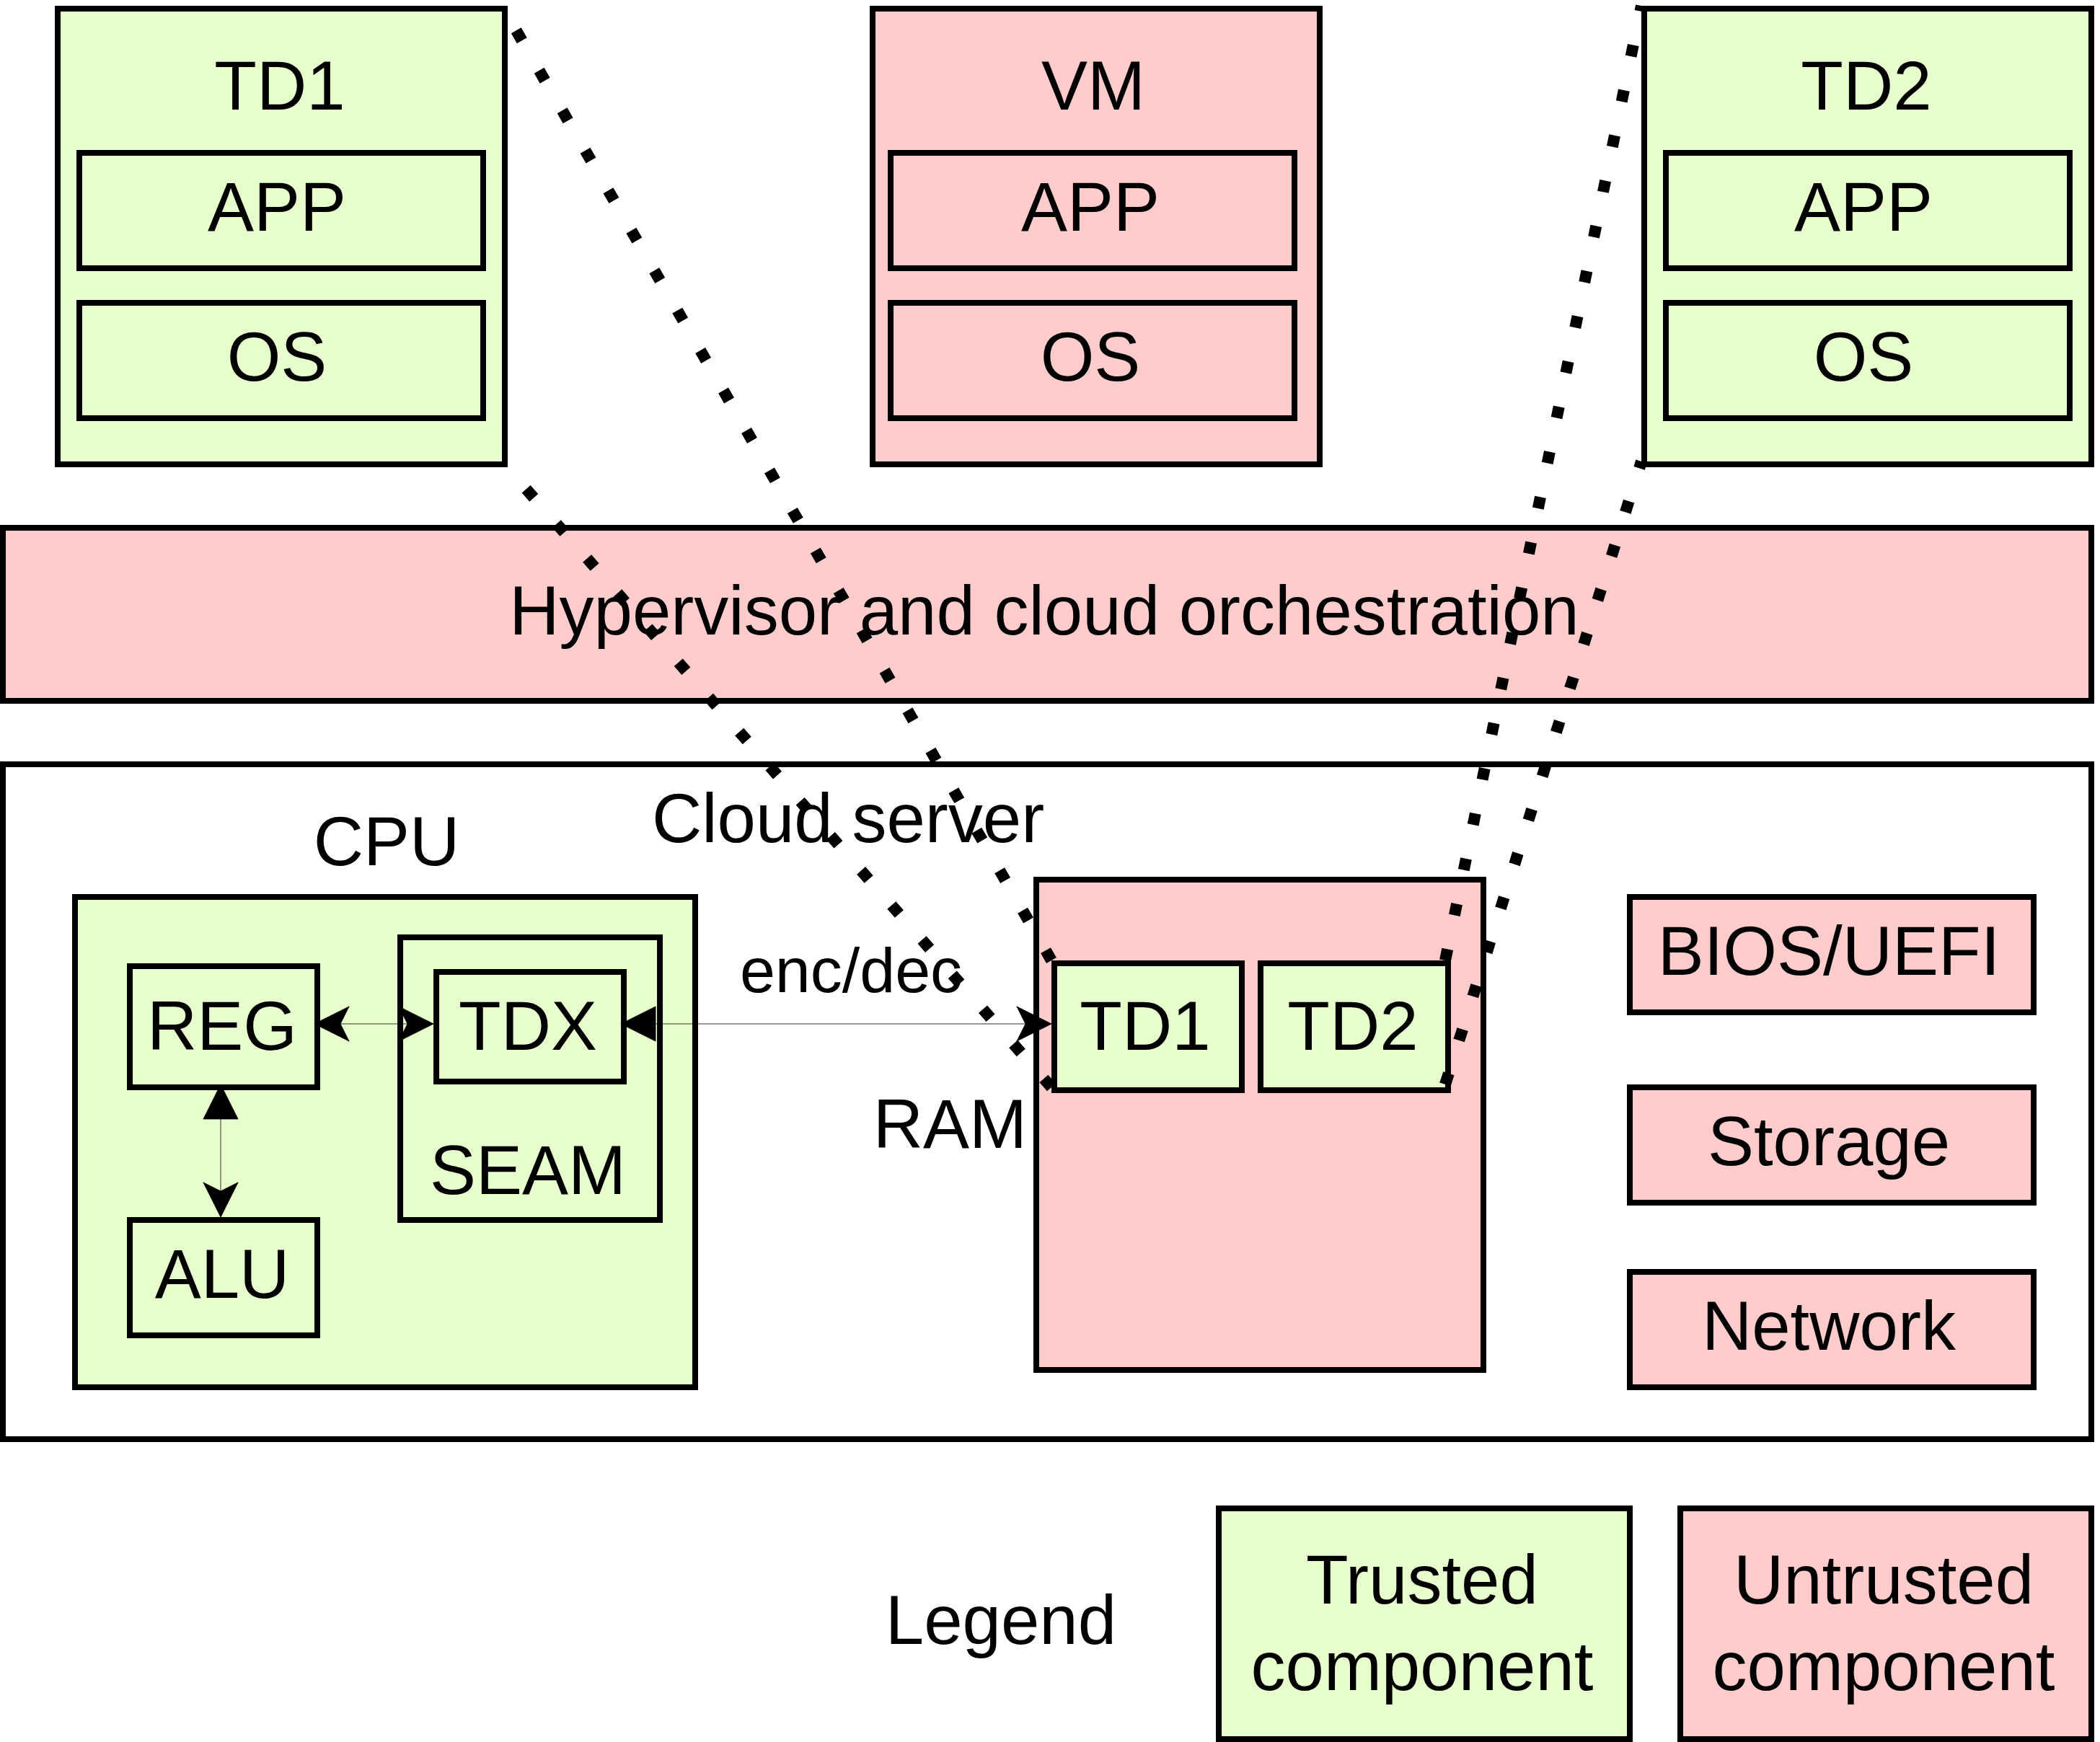 TD1
APP
OS
VM
APP
OS
TD2
APP
OS
Hypervisor and cloud orchestration
Cloud server
CPU
REG
TDX
SEAM
ALU
enc/dec
RAM
TD1
TD2
BIOS/UEFI
Storage
Network
Legend
Trusted
component
Untrusted
component